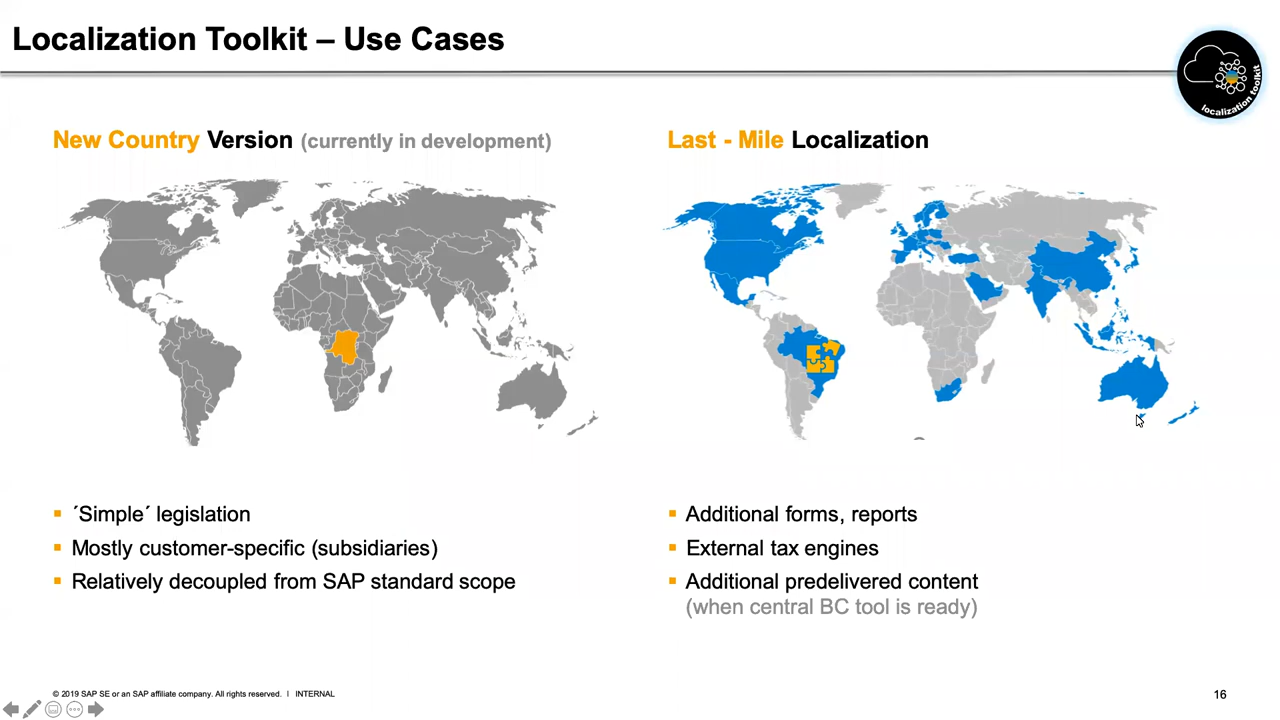 Localization Toolkit – Use Cases
localization toolkit
New Country Version (currently in development)
Last - Mile Localization
´Simple´ legislation
Mostly customer-specific (subsidiaries)
Relatively decoupled from SAP standard scope
Additional forms, reports
External tax engines
Additional predelivered content
(when central BC tool is ready)
© 2019 SAP SE or an SAP affiliate company. All rights reserved. ǀ INTERNAL
16